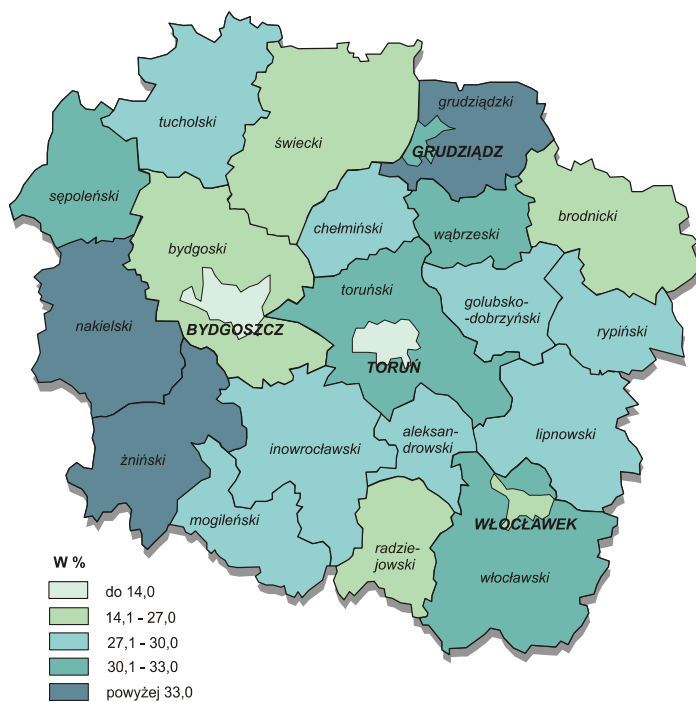 grudziądzki
tucholski
świecki
GRUDZIĄDZ
sępoleński
brodnicki
chełmiński
wąbrzeski
bydgoski
toruński
golubsko-
-dobrzyński
nakielski
BYDGOSZCZ
rypiński
TORUŃ
aleksan-
drowski
lipnowski
inowrocławski
żniński
mogileński
WŁOCŁAWEK
radzie-
jowski
włocławski
W %
do 14,0
14,1 - 27,0
27,1 - 30,0
30,1 - 33,0
powyżej 33,0